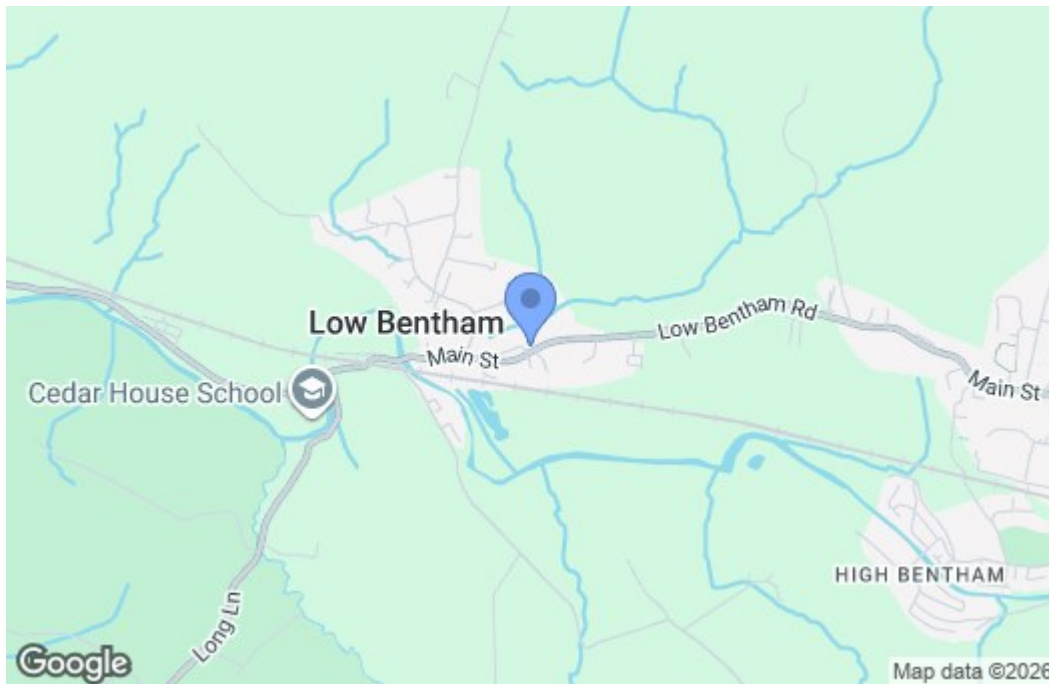 Low Bentham Rd
Low Bentham
Main St
Main St
Cedar House School
HIGH BENTHAM
Long Ln
Google
Map data ©2026